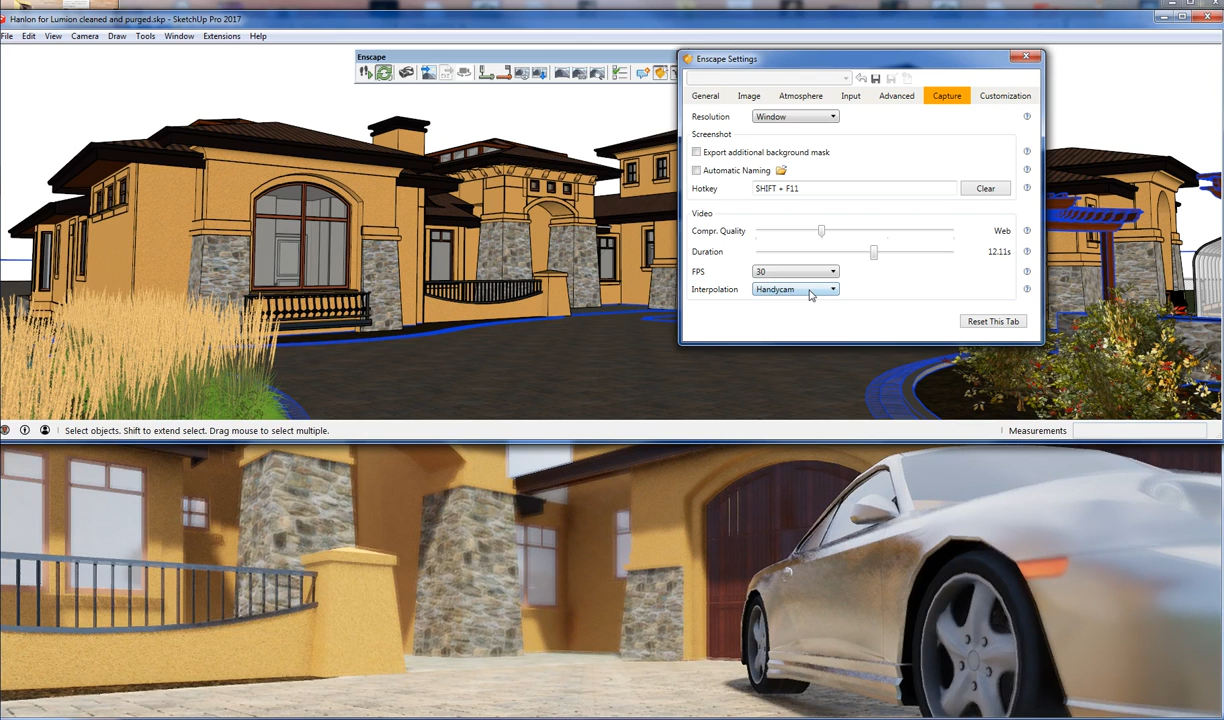 Hanlon for Lumion cleaned and purged.skp - SketchUp Pro 2017
File Edit View Camera Draw Tools Window Extensions Help
Enscape
Enscape Settings
General Image Atmosphere Input Advanced Capture Customization
Resolution Window
Screenshot
Export additional background mask
Automatic Naming
Hotkey SHIFT + F11 Clear
Video
Compr. Quality Web
Duration 12.11s
FPS 30
Interpolation Handycam
Reset This Tab
Select objects. Shift to extend select. Drag mouse to select multiple. Measurements